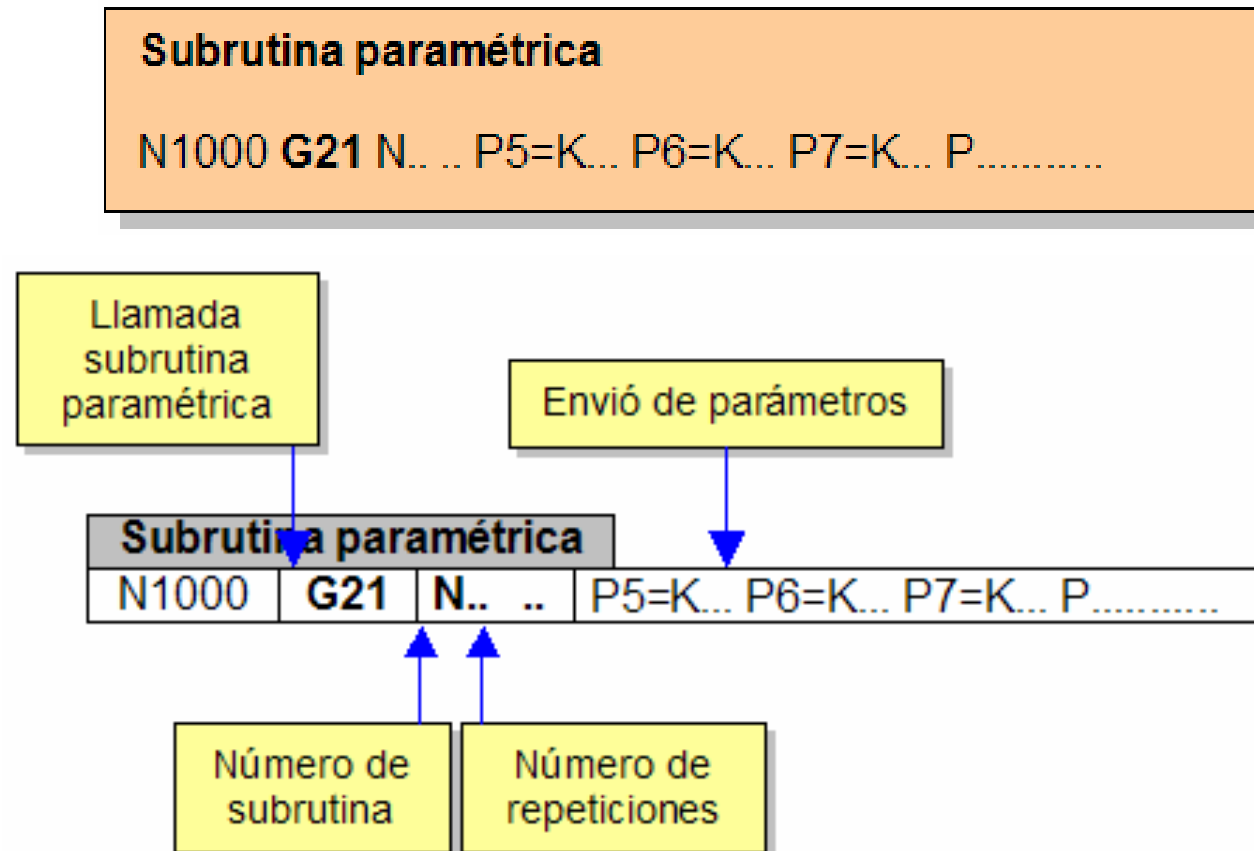 Subrutina paramétrica
N1000 G21 N.. .. P5=K... P6=K... P7=K... P...........
Llamada
subrutina
paramétrica
Envió de parámetros
Subrutina paramétrica
N1000 G21 N.. .. P5=K... P6=K... P7=K... P...........
Número de
subrutina
Número de
repeticiones